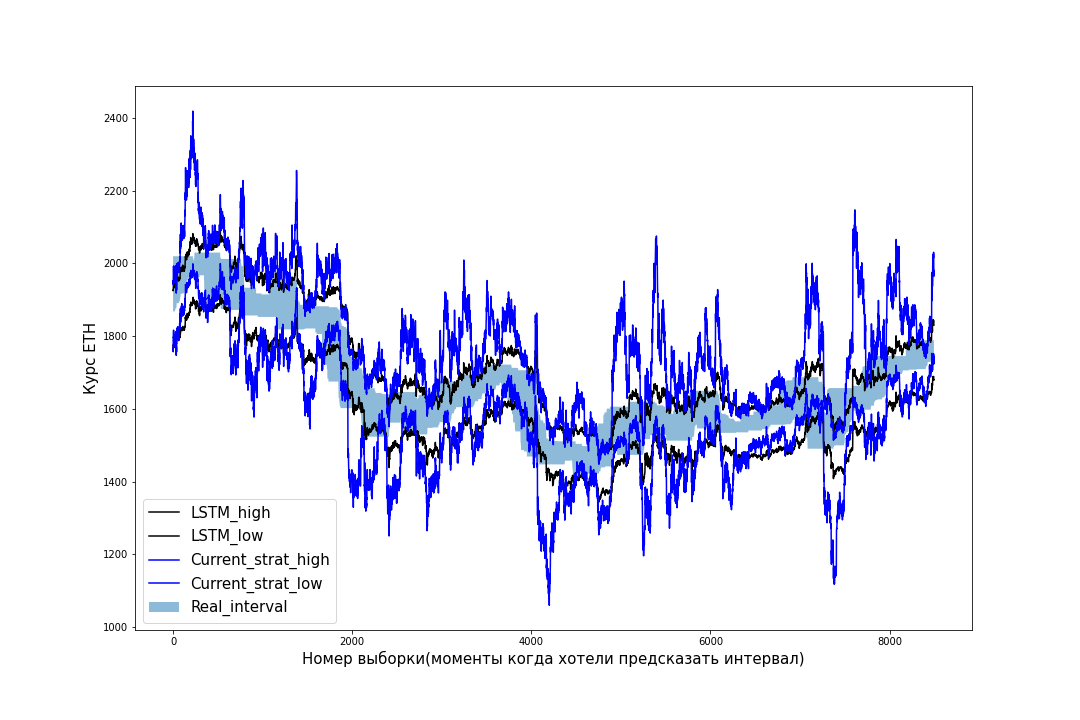 2400
2200
2000
1800
1600
1400
1200
1000
Курс ETH
LSTM_high
LSTM_low
Current_strat_high
Current_strat_low
Real_interval
0
2000
4000
6000
8000
Номер выборки(моменты когда хотели предсказать интервал)